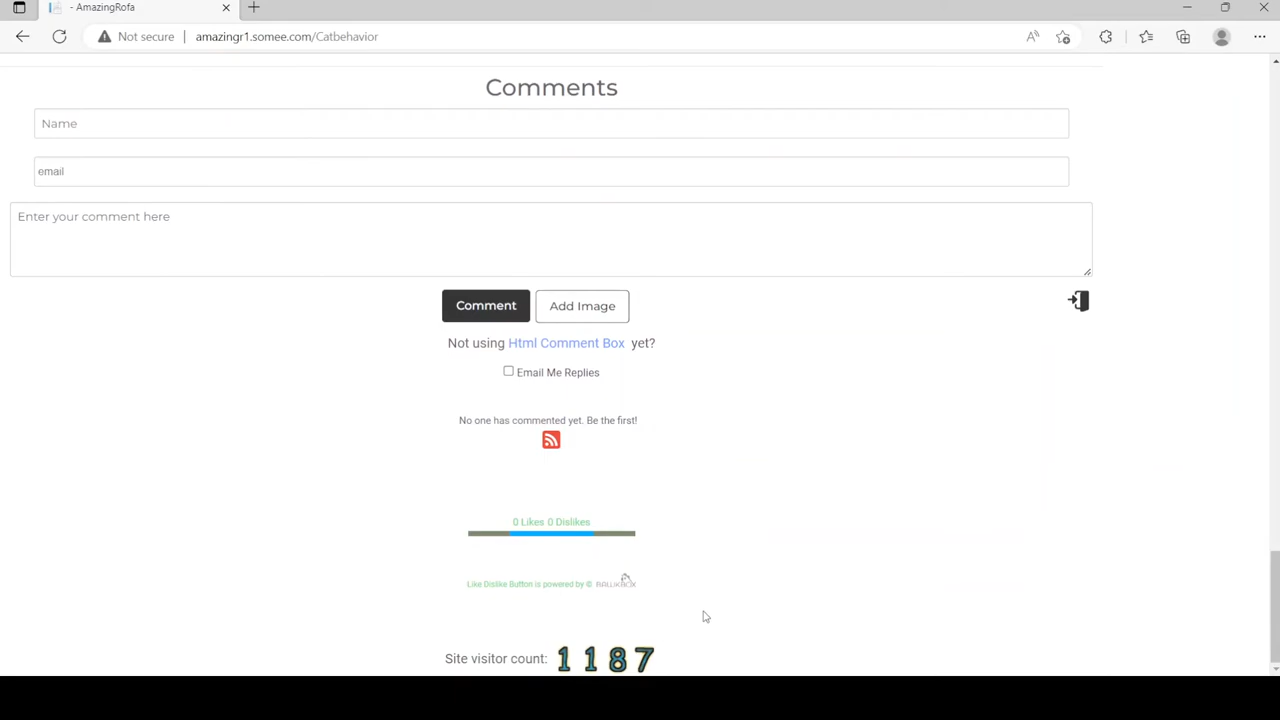 - AmazingRofa
Not secure amazingr1.somee.com/Catbehavior
Comments
Name
email
Enter your comment here
Comment Add Image
Not using Html Comment Box yet?
Email Me Replies
No one has commented yet. Be the first!
0 Likes 0 Dislikes
Like Dislike Button is powered by ©
Site visitor count: 1187